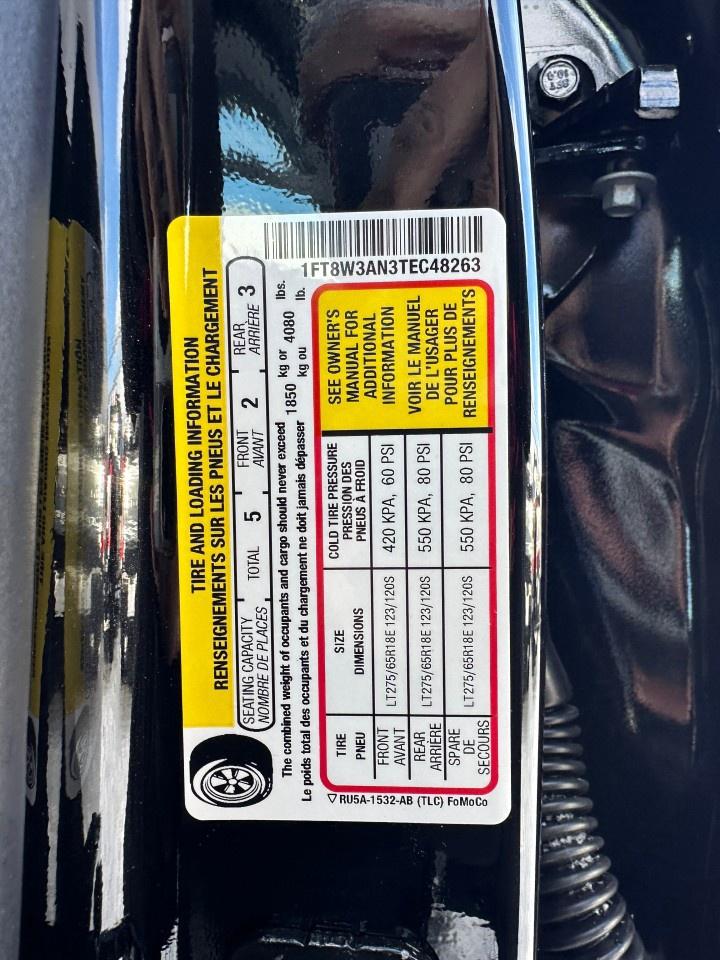 1FT8W3AN3TEC48263
TIRE AND LOADING INFORMATION
RENSEIGNEMENTS SUR LES PNEUS ET LE CHARGEMENT
SEATING CAPACITY TOTAL 5 FRONT 2 REAR 3
NOMBRE DE PLACES AVANT ARRIÈRE
The combined weight of occupants and cargo should never exceed 1850 kg or 4080 lbs.
Le poids total des occupants et du chargement ne doit jamais dépasser kg ou lb.
TIRE SIZE COLD TIRE PRESSURE
PNEU DIMENSIONS PRESSION DES
PNEUS À FROID
FRONT LT275/65R18E 123/120S 420 KPA, 60 PSI
AVANT
REAR LT275/65R18E 123/120S 550 KPA, 80 PSI
ARRIÈRE
SPARE LT275/65R18E 123/120S 550 KPA, 80 PSI
DE
SECOURS
SEE OWNER'S
MANUAL FOR
ADDITIONAL
INFORMATION
VOIR LE MANUEL
DE L'USAGER
POUR PLUS DE
RENSEIGNEMENTS
RU5A-1532-AB (TLC) FoMoCo